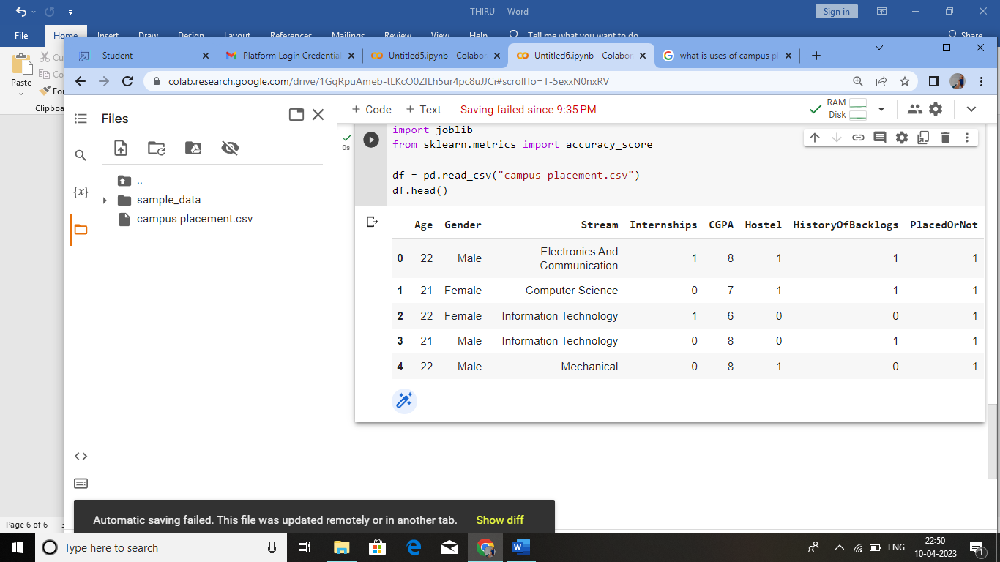 THIRU - Word
Sign in
File Home Insert Draw Design Layout References Mailings Review View Help Tell me what you want to do Share
Paste
Cu
Co
For
Clipboa
Page 6 of 6
- Student
Platform Login Credential
Untitled5.ipynb - Colabor
Untitled6.ipynb - Colabor
what is uses of campus pl
colab.research.google.com/drive/1GqRpuAmeb-tLKcO0ZILh5ur4pc8uJJCi#scrollTo=T-5exxN0nxRV
Files
+ Code + Text Saving failed since 9:35 PM
RAM
Disk
{x}
..
sample_data
campus placement.csv
0s
import joblib
from sklearn.metrics import accuracy_score
df = pd.read_csv("campus placement.csv")
df.head()
Age Gender Stream Internships CGPA Hostel HistoryOfBacklogs PlacedOrNot
0 22 Male Electronics And Communication 1 8 1 1 1
1 21 Female Computer Science 0 7 1 1 1
2 22 Female Information Technology 1 6 0 0 1
3 21 Male Information Technology 0 8 0 1 1
4 22 Male Mechanical 0 8 1 0 1
Automatic saving failed. This file was updated remotely or in another tab. Show diff
Type here to search
ENG
22:50
10-04-2023
1